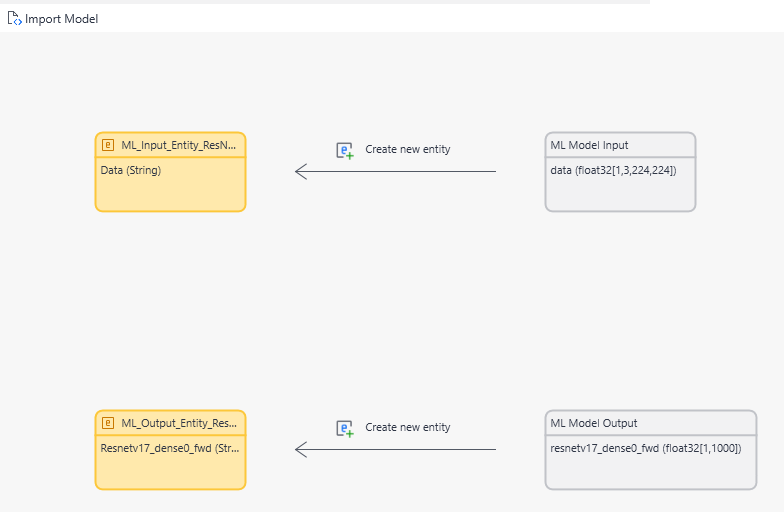 Import Model
ML_Input_Entity_ResN...
Create new entity
ML Model Input
Data (String)
data (float32[1,3,224,224])
ML_Output_Entity_Res...
Create new entity
ML Model Output
Resnetv17_dense0_fwd (Str...
resnetv17_dense0_fwd (float32[1,1000])